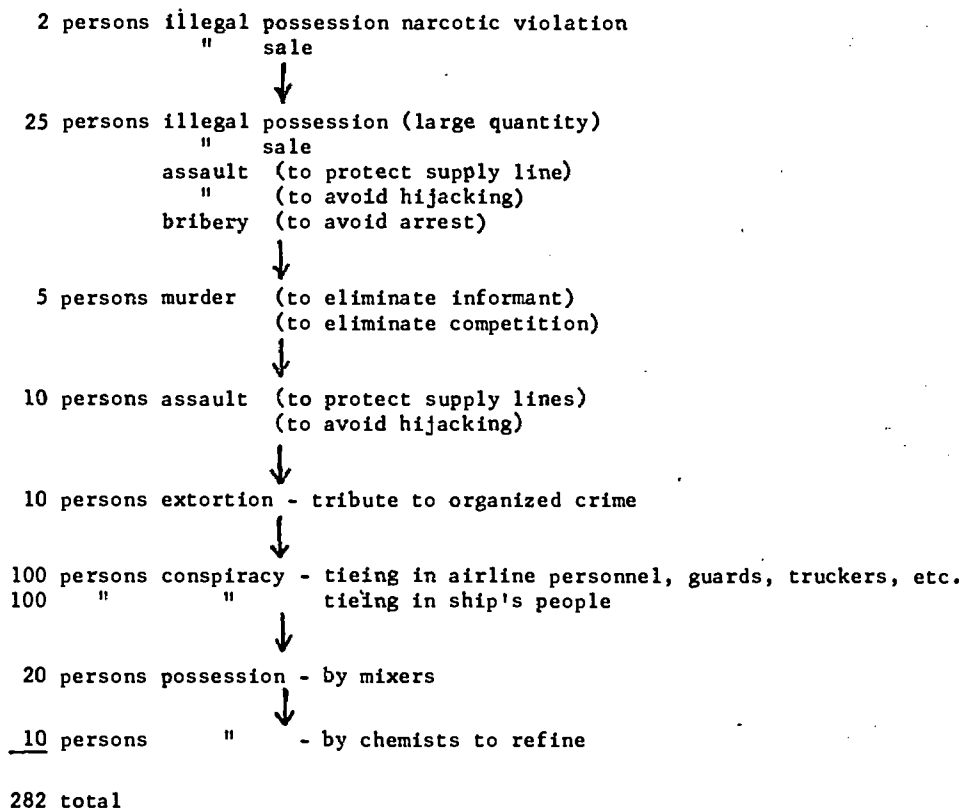 2 persons illegal possession narcotic violation
" sale
25 persons illegal possession (large quantity)
" sale
assault (to protect supply line)
" (to avoid hijacking)
bribery (to avoid arrest)
5 persons murder (to eliminate informant)
(to eliminate competition)
10 persons assault (to protect supply lines)
(to avoid hijacking)
10 persons extortion - tribute to organized crime
100 persons conspiracy - tieing in airline personnel, guards, truckers, etc.
100 " " tieing in ship's people
20 persons possession - by mixers
10 persons " - by chemists to refine
282 total